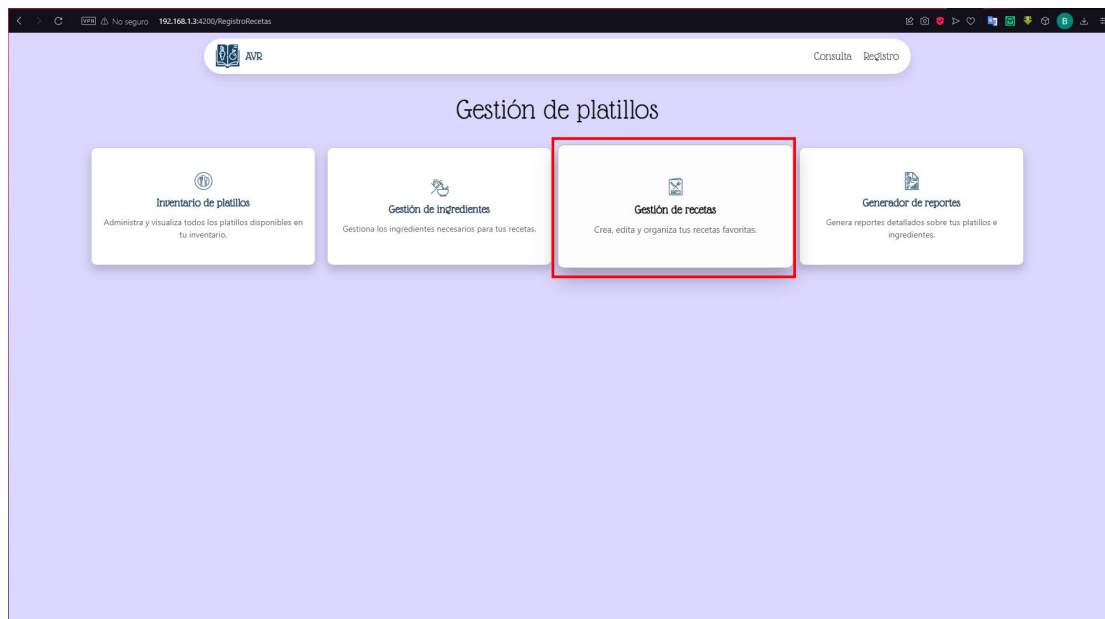 VPN No seguro 192.168.1.3:4200/RegistroRecetas
B
AVR
Consulta Registro
Gestión de platillos
Inventario de platillos
Administra y visualiza todos los platillos disponibles en
tu inventario.
Gestión de ingredientes
Gestiona los ingredientes necesarios para tus recetas.
Gestión de recetas
Crea, edita y organiza tus recetas favoritas.
Generador de reportes
Genera reportes detallados sobre tus platillos e
ingredientes.